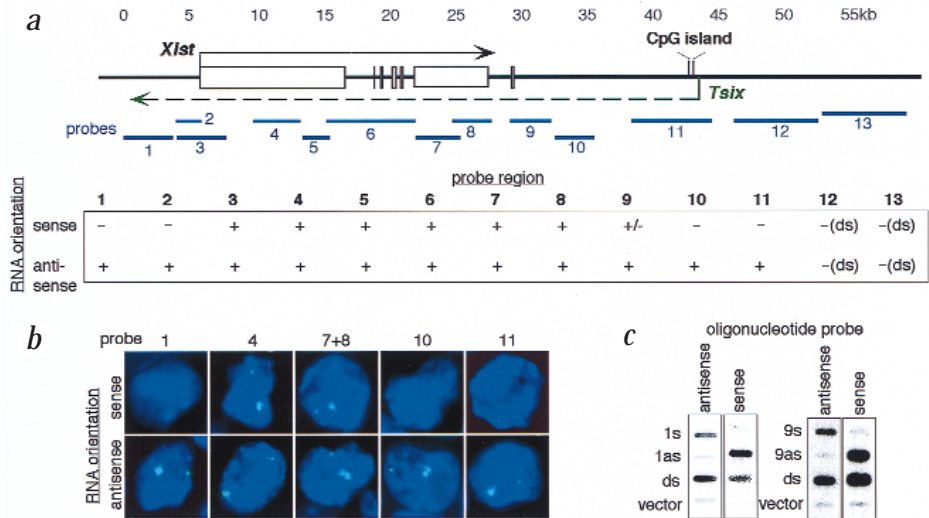 a
0 5 10 15 20 25 30 35 40 45 50 55kb
Xist
CpG island
Tsix
probes
2 4 6 8 9 11 12 13
1 3 5 7 10
probe region
1 2 3 4 5 6 7 8 9 10 11 12 13
RNA orientation
sense – – + + + + + + +/- – – –(ds) –(ds)
anti- + + + + + + + + + + + –(ds) –(ds)
sense
b
probe 1 4 7+8 10 11
RNA orientation
sense
antisense
c
oligonucleotide probe
antisense sense antisense sense
1s 9s
1as 9as
ds ds
vector vector